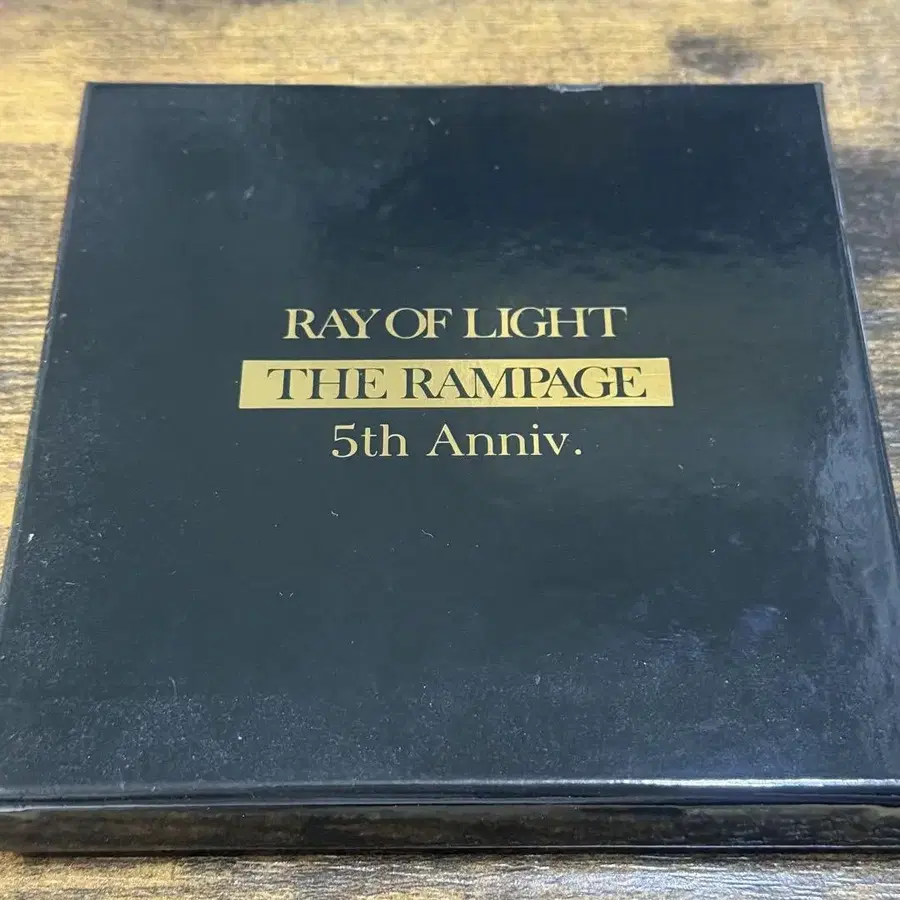 RAY OF LIGHT
THE RAMPAGE
5th Anniv.